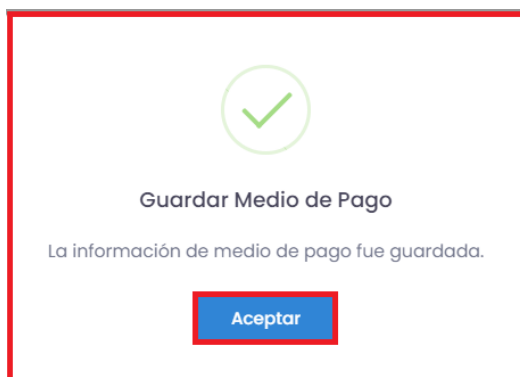 Guardar Medio de Pago
La información de medio de pago fue guardada.
Aceptar